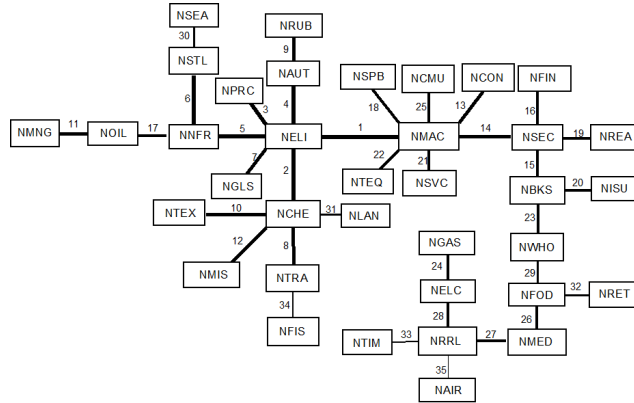 NSEA
30
NRUB
NSTL
9
NAUT
NSPB
NCMU
NCON
NFIN
NPRC
6
3
4
18
25
13
16
NMNG
11
NOIL
17
NNFR
5
NELI
1
NMAC
14
NSEC
19
NREA
7
2
22
21
15
NGLS
NTEQ
NSVC
NBKS
20
NISU
NTEX
10
NCHE
31
NLAN
23
12
8
NGAS
NWHO
NMIS
NTRA
24
29
34
NELC
NFOD
32
NRET
NFIS
28
26
NTIM
33
NRRL
27
NMED
35
NAIR